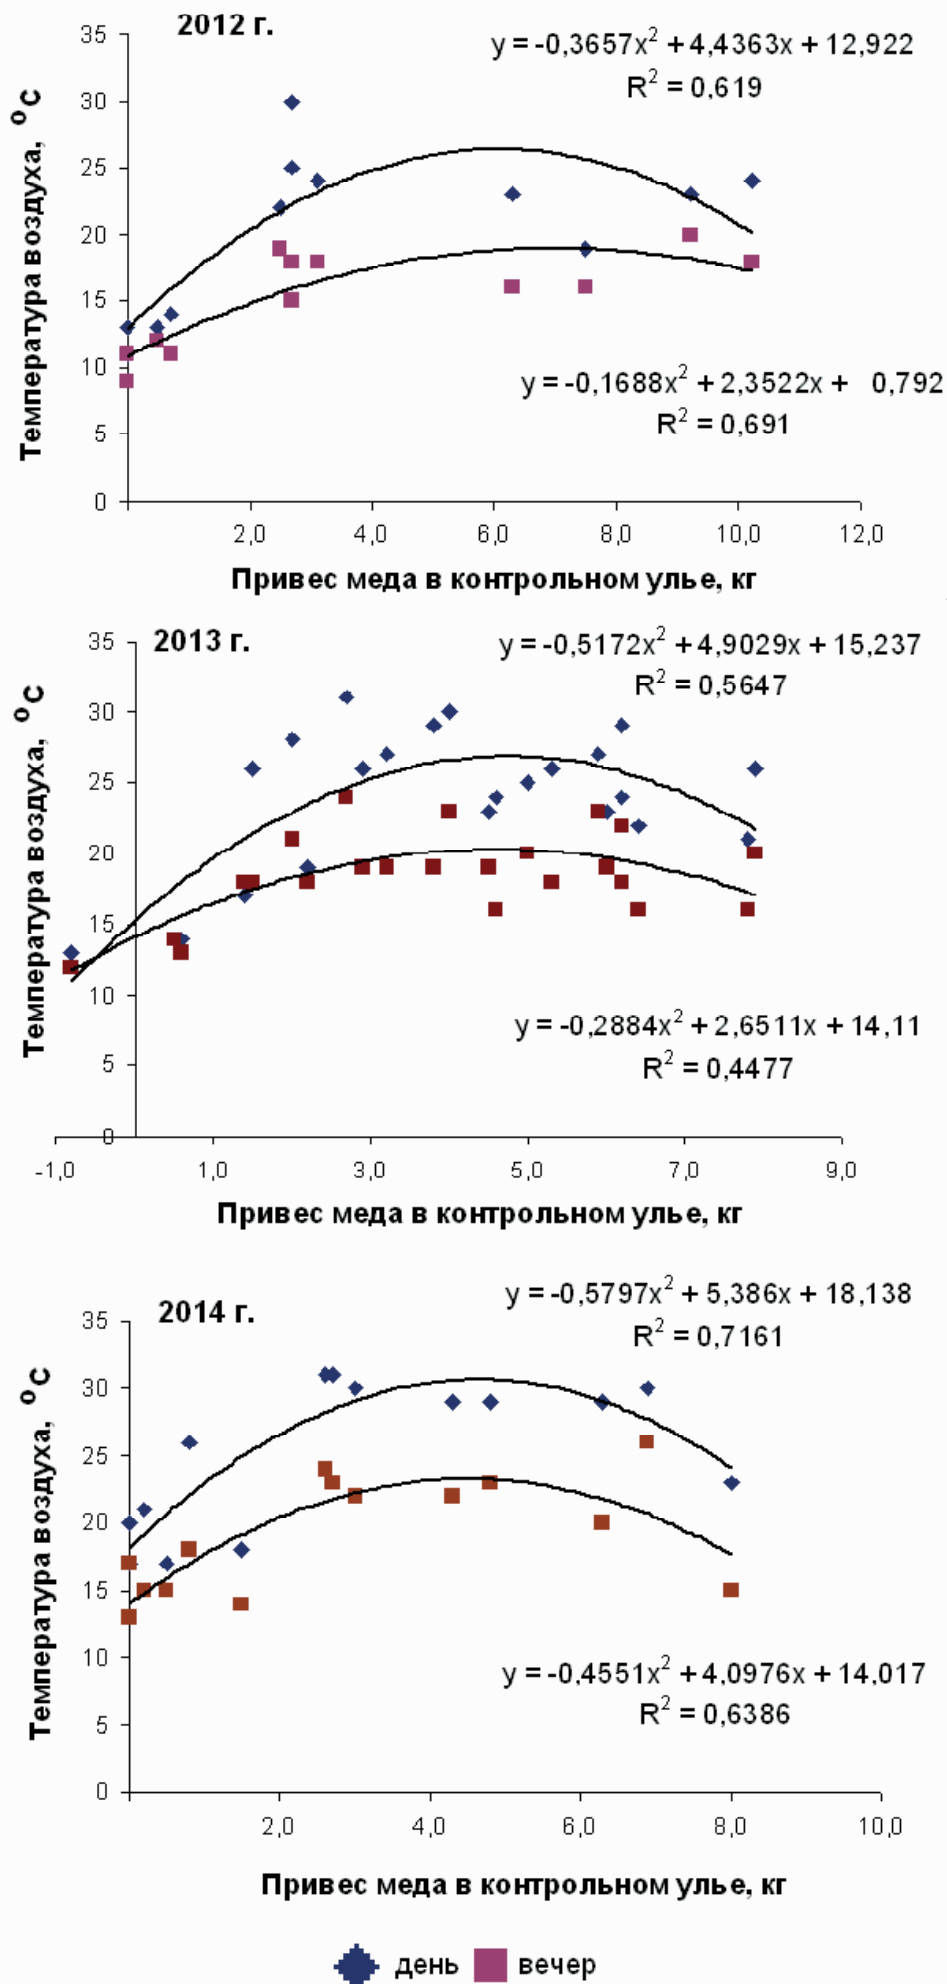 2012 г.
y = -0,3657x² + 4,4363x + 12,922
R² = 0,619
Температура воздуха, °C
35
30
25
20
15
10
5
0
y = -0,1688x² + 2,3522x + 0,792
R² = 0,691
2,0 4,0 6,0 8,0 10,0 12,0
Привес меда в контрольном улье, кг
2013 г.
y = -0,5172x² + 4,9029x + 15,237
R² = 0,5647
Температура воздуха, °C
35
30
25
20
15
10
5
0
y = -0,2884x² + 2,6511x + 14,11
R² = 0,4477
-1,0 1,0 3,0 5,0 7,0 9,0
Привес меда в контрольном улье, кг
2014 г.
y = -0,5797x² + 5,386x + 18,138
R² = 0,7161
Температура воздуха, °C
35
30
25
20
15
10
5
0
y = -0,4551x² + 4,0976x + 14,017
R² = 0,6386
2,0 4,0 6,0 8,0 10,0
Привес меда в контрольном улье, кг
день вечер